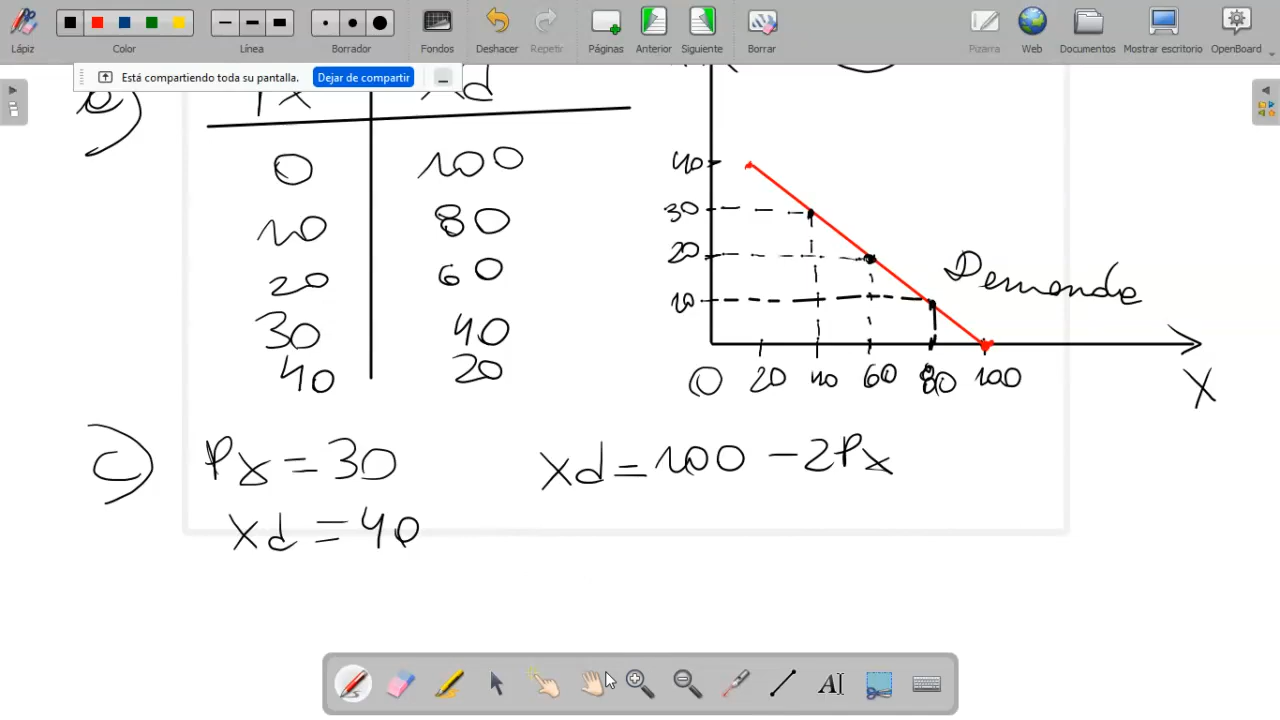 Lápiz Color Línea Borrador Fondos Deshacer Repetir Páginas Anterior Siguiente Borrar Pizarra Web Documentos Mostrar escritorio OpenBoard
Está compartiendo toda su pantalla. Dejar de compartir
b) Px Xd
0 100
10 80
20 60
30 40
40 20
40
30
20
10
Demanda
0 20 40 60 80 100
X
c) Px = 30 Xd = 100 - 2Px
Xd = 40
AI